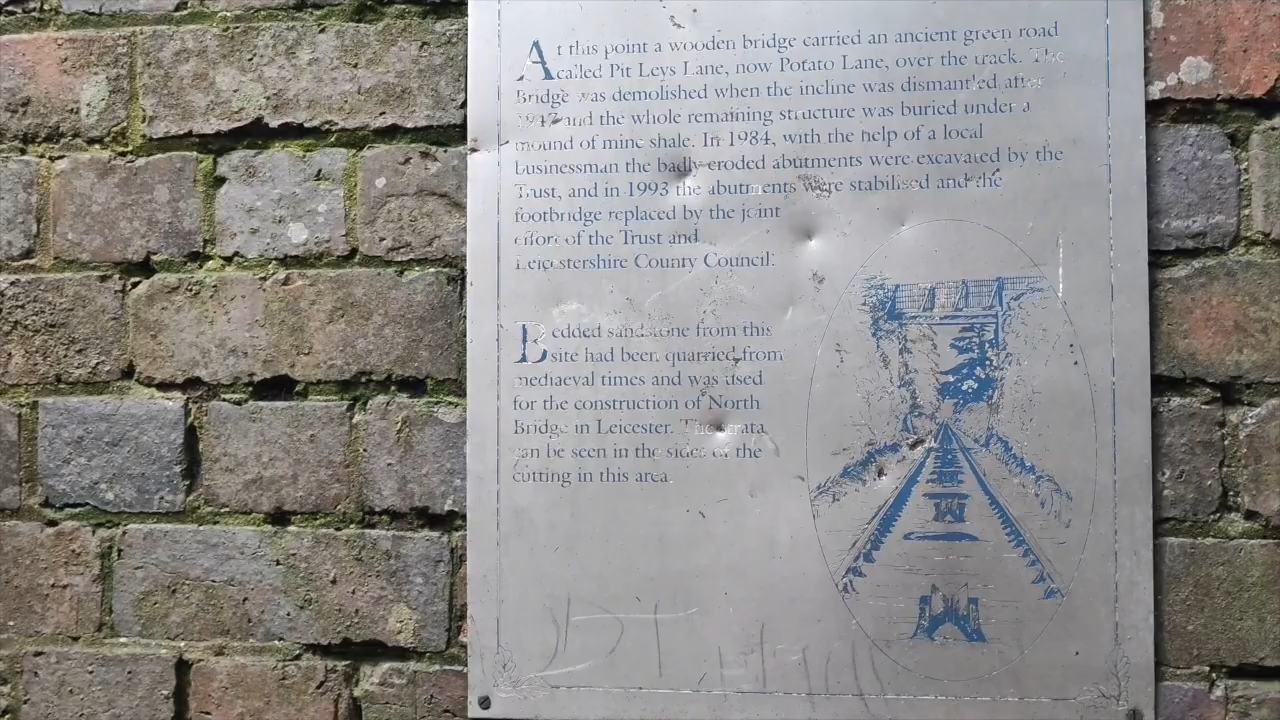 At this point a wooden bridge carried an ancient green road
called Pit Leys Lane, now Potato Lane, over the track. The
Bridge was demolished when the incline was dismantled after
1947 and the whole remaining structure was buried under a
mound of mine shale. In 1984, with the help of a local
businessman the badly eroded abutments were excavated by the
Trust, and in 1993 the abutments were stabilised and the
footbridge replaced by the joint
effort of the Trust and
Leicestershire County Council.
Bedded sandstone from this
site had been quarried from
mediaeval times and was used
for the construction of North
Bridge in Leicester. The strata
can be seen in the sides of the
cutting in this area.